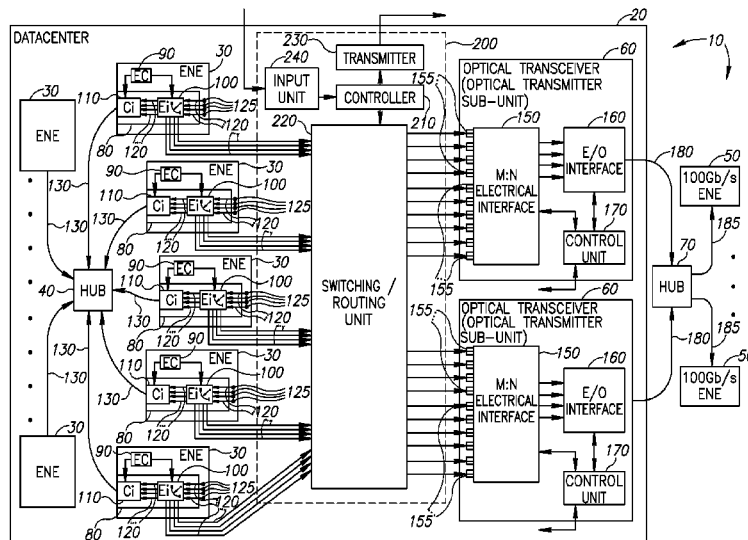 20
10
DATACENTER
90
30
EC
ENE
100
110
Ci
Ei
125
120
80
120
30
ENE
90
30
EC
ENE
100
110
Ci
Ei
125
120
80
120
130
130
130
90
30
EC
ENE
100
110
Ci
Ei
125
120
80
120
40
HUB
130
130
130
90
30
EC
ENE
100
110
Ci
Ei
125
120
80
120
130
30
ENE
90
30
EC
ENE
100
110
Ci
Ei
125
120
80
120
230
TRANSMITTER
200
240
INPUT
UNIT
CONTROLLER
220
210
SWITCHING /
ROUTING
UNIT
60
OPTICAL TRANSCEIVER
(OPTICAL TRANSMITTER
SUB-UNIT)
155
150
160
M:N
ELECTRICAL
INTERFACE
E/O
INTERFACE
170
CONTROL
UNIT
155
60
OPTICAL TRANSCEIVER
(OPTICAL TRANSMITTER
SUB-UNIT)
155
150
160
M:N
ELECTRICAL
INTERFACE
E/O
INTERFACE
170
CONTROL
UNIT
155
180
70
HUB
180
50
100Gb/s
ENE
185
185
50
100Gb/s
ENE